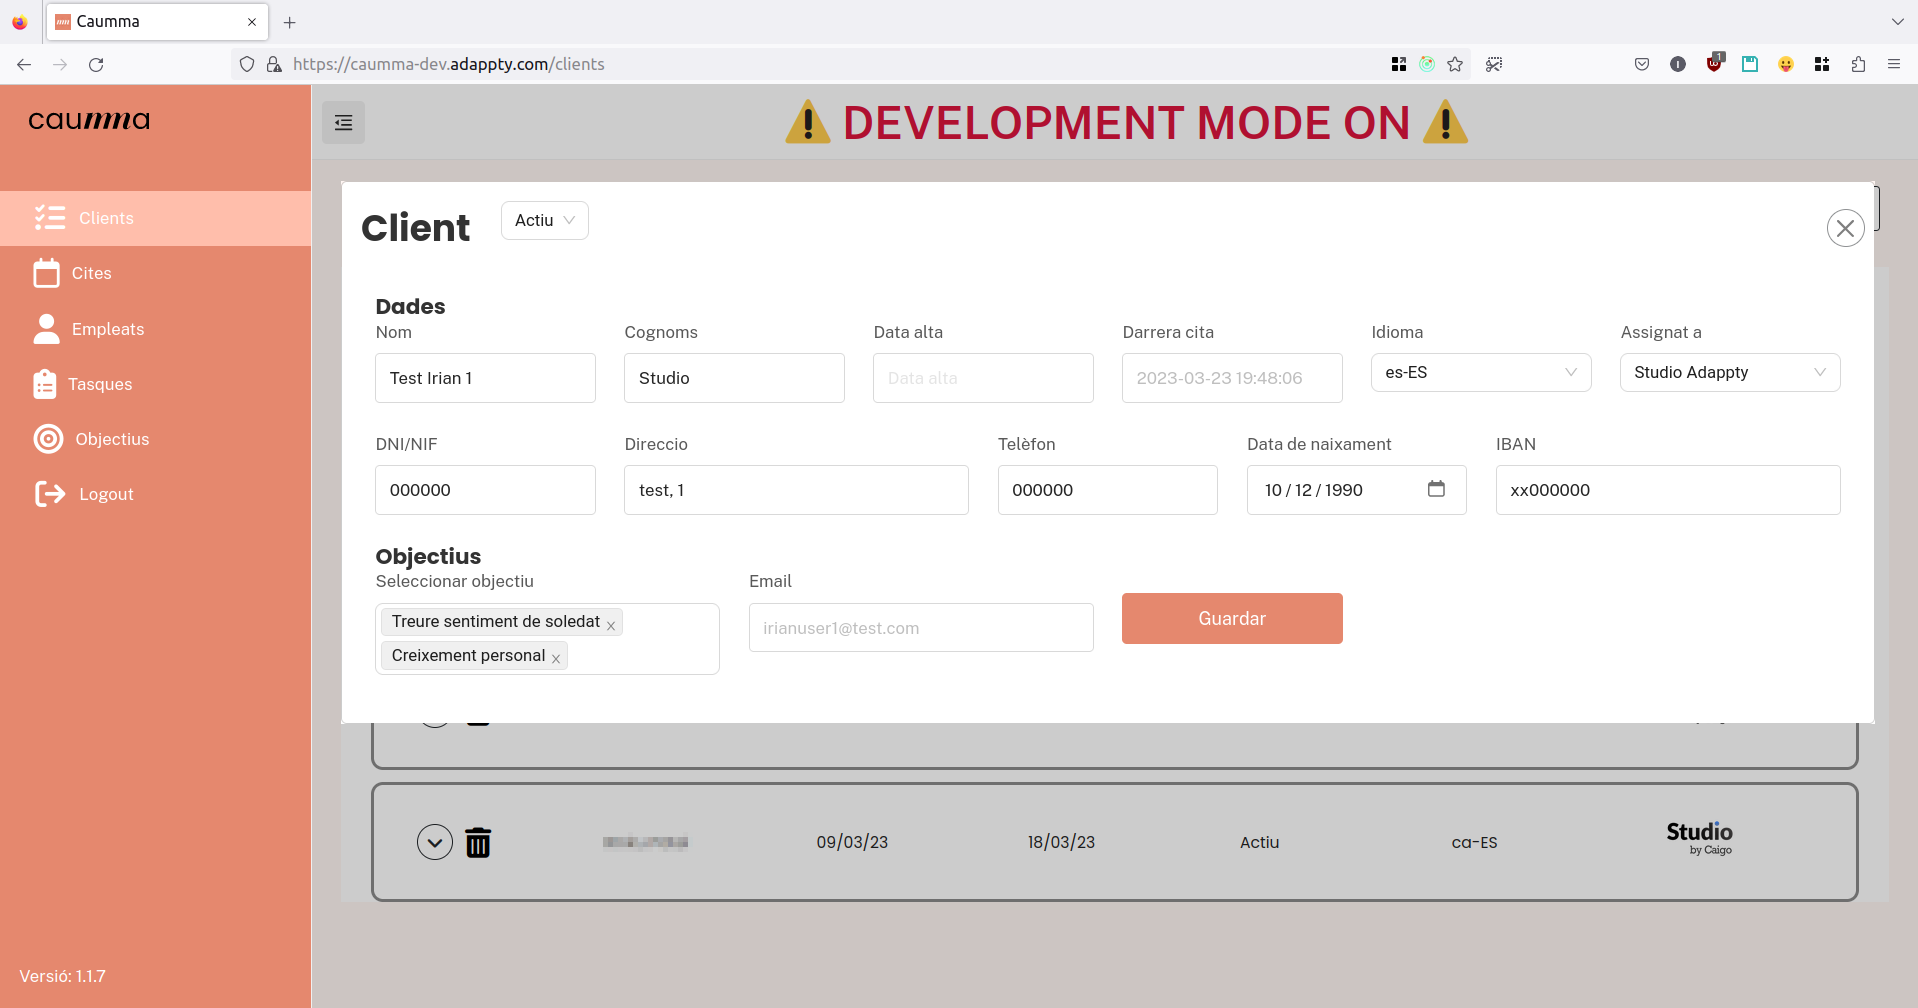 Caumma
https://caumma-dev.adappty.com/clients
1
caumma
⚠ DEVELOPMENT MODE ON ⚠
Clients
Cites
Empleats
Tasques
Objectius
Logout
Versió: 1.1.7
Client
Actiu
Dades
Nom
Cognoms
Data alta
Darrera cita
Idioma
Assignat a
Test Irian 1
Studio
Data alta
2023-03-23 19:48:06
es-ES
Studio Adappty
DNI/NIF
Direccio
Telèfon
Data de naixament
IBAN
000000
test, 1
000000
10 / 12 / 1990
xx000000
Objectius
Seleccionar objectiu
Email
Treure sentiment de soledat
Creixement personal
irianuser1@test.com
Guardar
09/03/23
18/03/23
Actiu
ca-ES
Studio
by Caigo